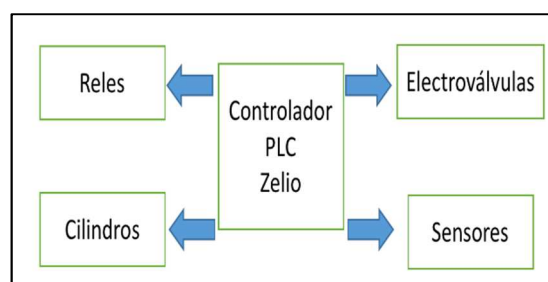 Reles
Electroválvulas
Controlador
PLC
Zelio
Cilindros
Sensores